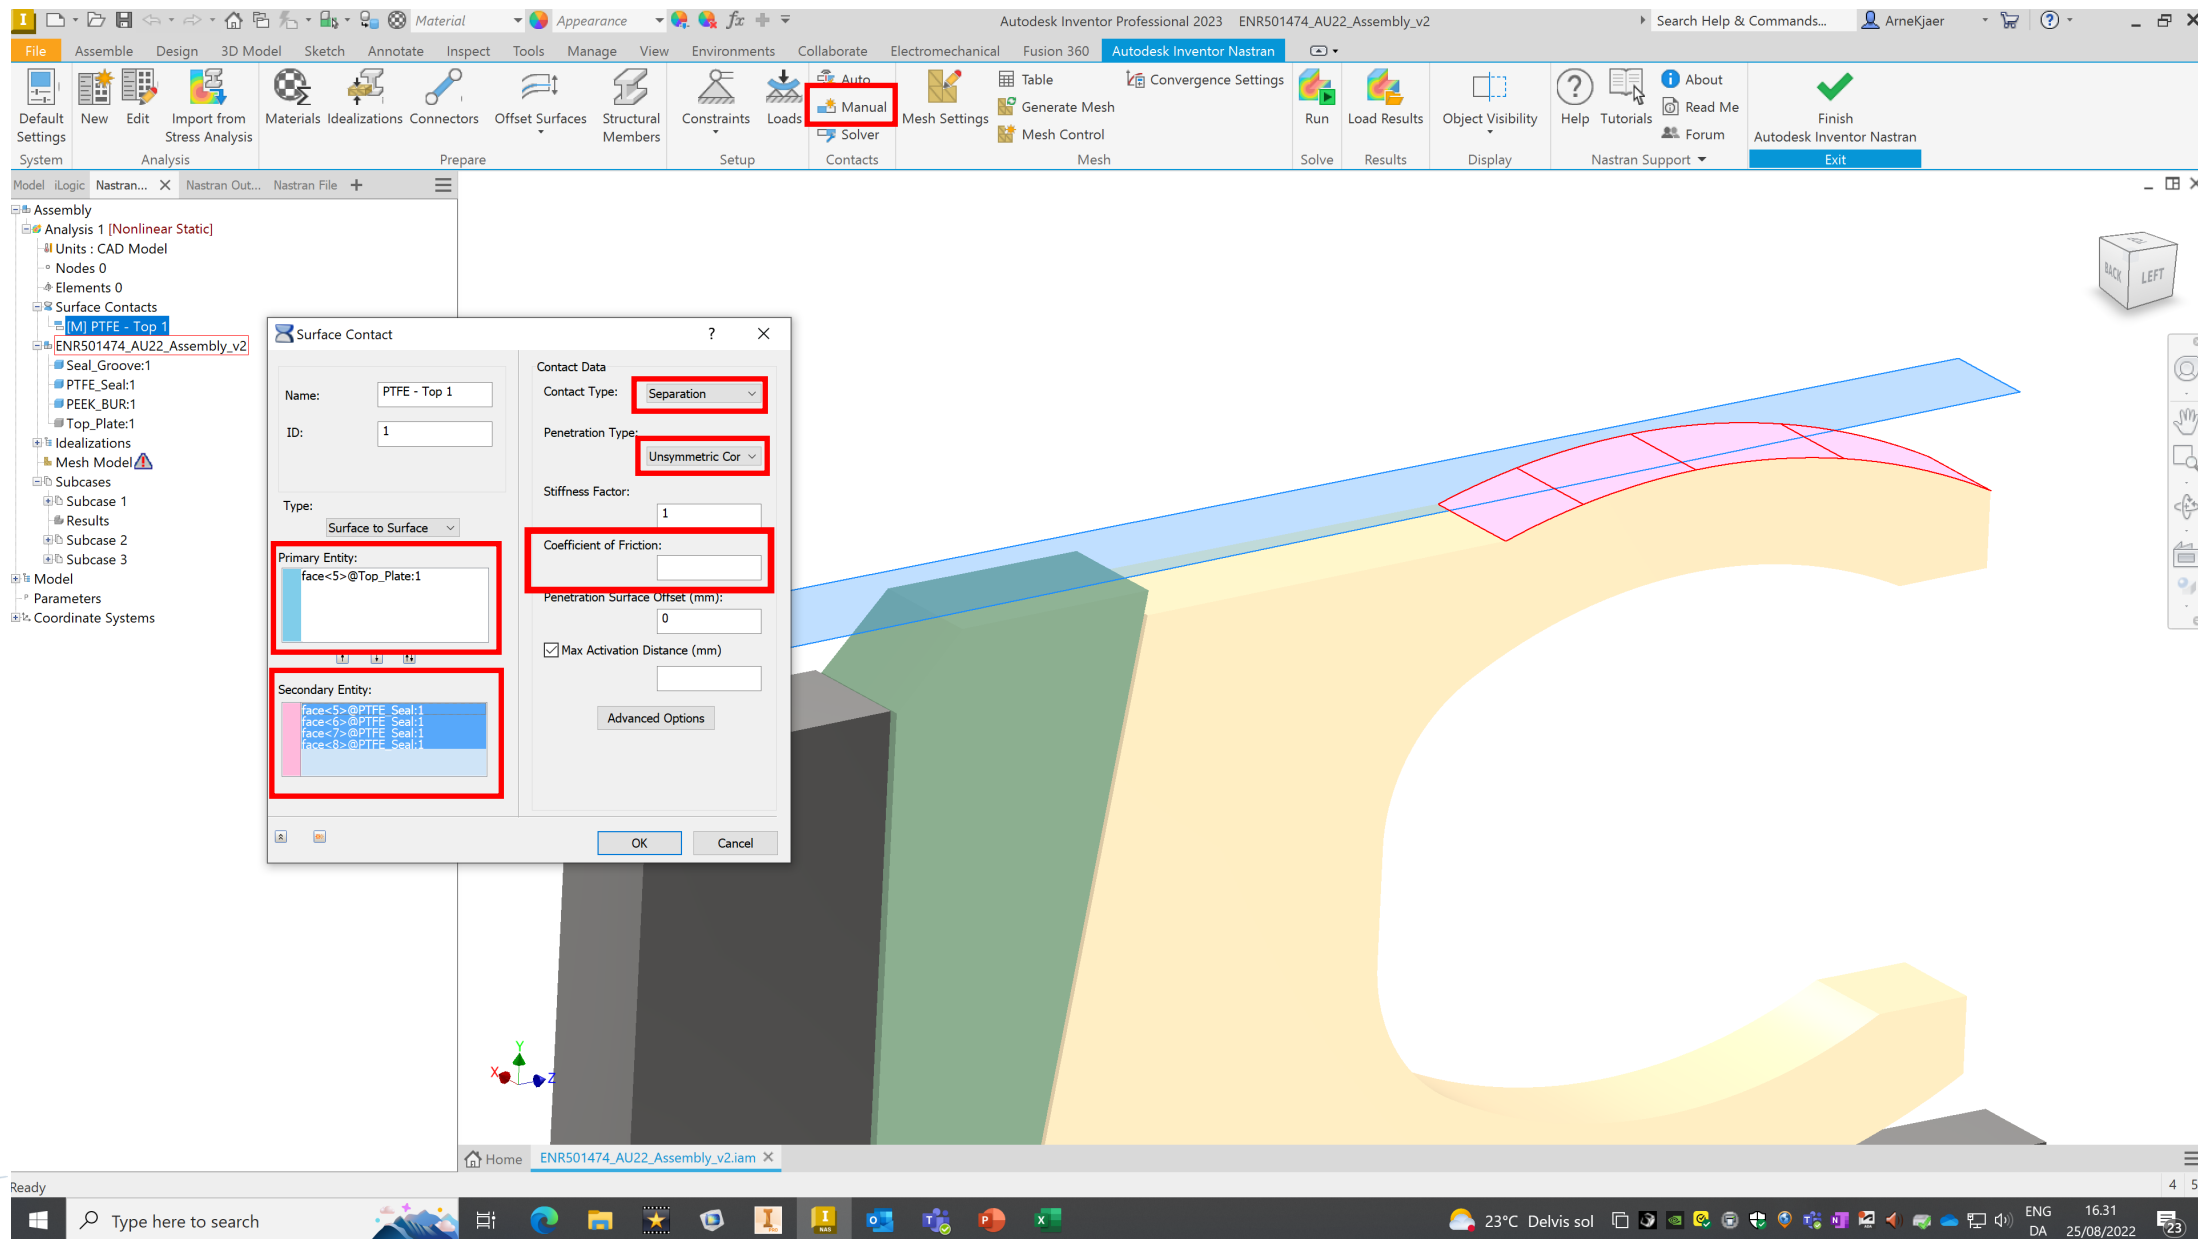 Material
Appearance
fx
Autodesk Inventor Professional 2023 ENR501474_AU22_Assembly_v2
Search Help & Commands...
ArneKjaer
File Assemble Design 3D Model Sketch Annotate Inspect Tools Manage View Environments Collaborate Electromechanical Fusion 360 Autodesk Inventor Nastran
Default Settings
New
Edit
Import from Stress Analysis
Materials
Idealizations
Connectors
Offset Surfaces
Structural Members
Constraints
Loads
Auto
Manual
Solver
Mesh Settings
Table
Generate Mesh
Mesh Control
Convergence Settings
Run
Load Results
Object Visibility
Help
Tutorials
About
Read Me
Forum
Finish
Autodesk Inventor Nastran
System Analysis Prepare Setup Contacts Mesh Solve Results Display Nastran Support Exit
Model iLogic Nastran... Nastran Out... Nastran File
Assembly
Analysis 1 [Nonlinear Static]
Units : CAD Model
Nodes 0
Elements 0
Surface Contacts
[M] PTFE - Top 1
ENR501474_AU22_Assembly_v2
Seal_Groove:1
PTFE_Seal:1
PEEK_BUR:1
Top_Plate:1
Idealizations
Mesh Model
Subcases
Subcase 1
Results
Subcase 2
Subcase 3
Model
Parameters
Coordinate Systems
Surface Contact
Name:
PTFE - Top 1
ID:
1
Type:
Surface to Surface
Primary Entity:
face<5>@Top_Plate:1
Secondary Entity:
face<5>@PTFE_Seal:1
face<6>@PTFE_Seal:1
face<7>@PTFE_Seal:1
face<8>@PTFE_Seal:1
Contact Data
Contact Type:
Separation
Penetration Type:
Unsymmetric Cor
Stiffness Factor:
1
Coefficient of Friction:
Penetration Surface Offset (mm):
0
Max Activation Distance (mm)
Advanced Options
OK
Cancel
BACK
LEFT
Y
X
Z
Home
ENR501474_AU22_Assembly_v2.iam
Ready
4 5
Type here to search
23°C Delvis sol
ENG
DA
16.31
25/08/2022
23